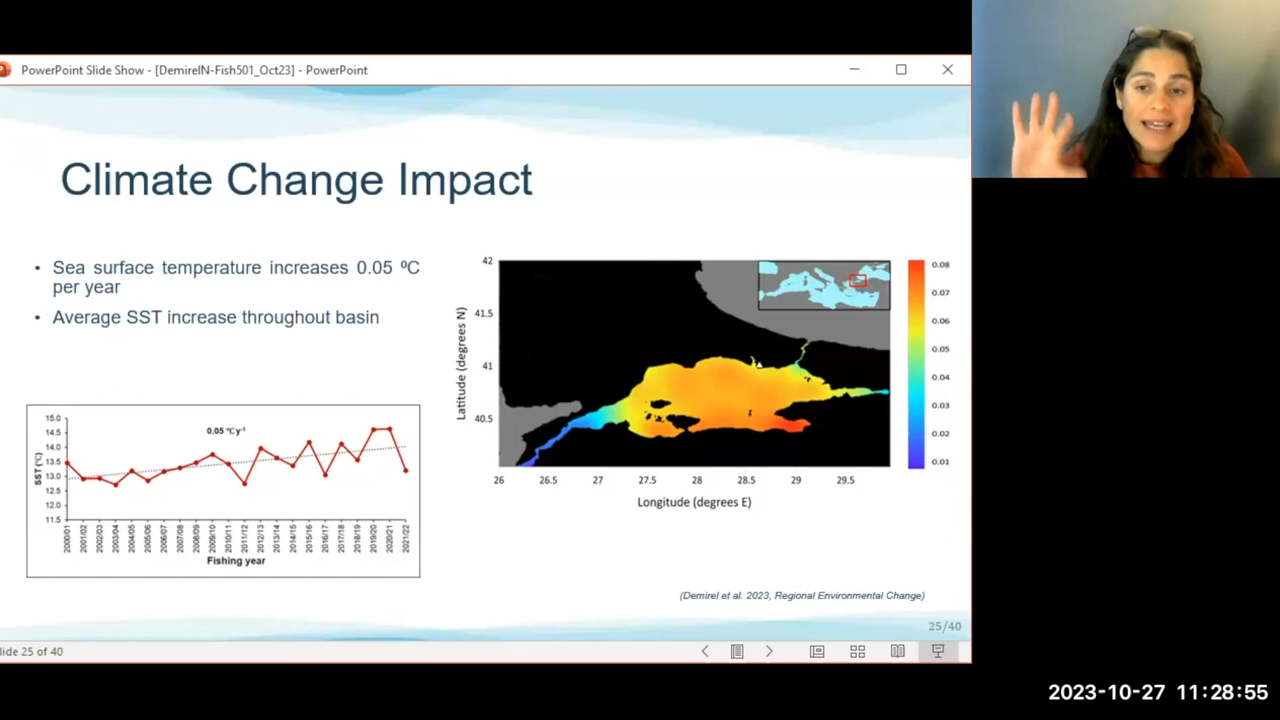 PowerPoint Slide Show - [DemirelN-Fish501_Oct23] - PowerPoint
Climate Change Impact
• Sea surface temperature increases 0.05 ºC
per year
• Average SST increase throughout basin
42
41.5
41
40.5
Latitude (degrees N)
26 26.5 27 27.5 28 28.5 29 29.5
Longitude (degrees E)
0.08
0.07
0.06
0.05
0.04
0.03
0.02
0.01
15.0
14.5
14.0
13.5
13.0
12.5
12.0
11.5
SST (°C)
0.05 °C y-1
2000/01 2001/02 2002/03 2003/04 2004/05 2005/06 2006/07 2007/08 2008/09 2009/10 2010/11 2011/12 2012/13 2013/14 2014/15 2015/16 2016/17 2017/18 2018/19 2019/20 2020/21 2021/22
Fishing year
(Demirel et al. 2023, Regional Environmental Change)
25/40
lide 25 of 40
2023-10-27 11:28:55